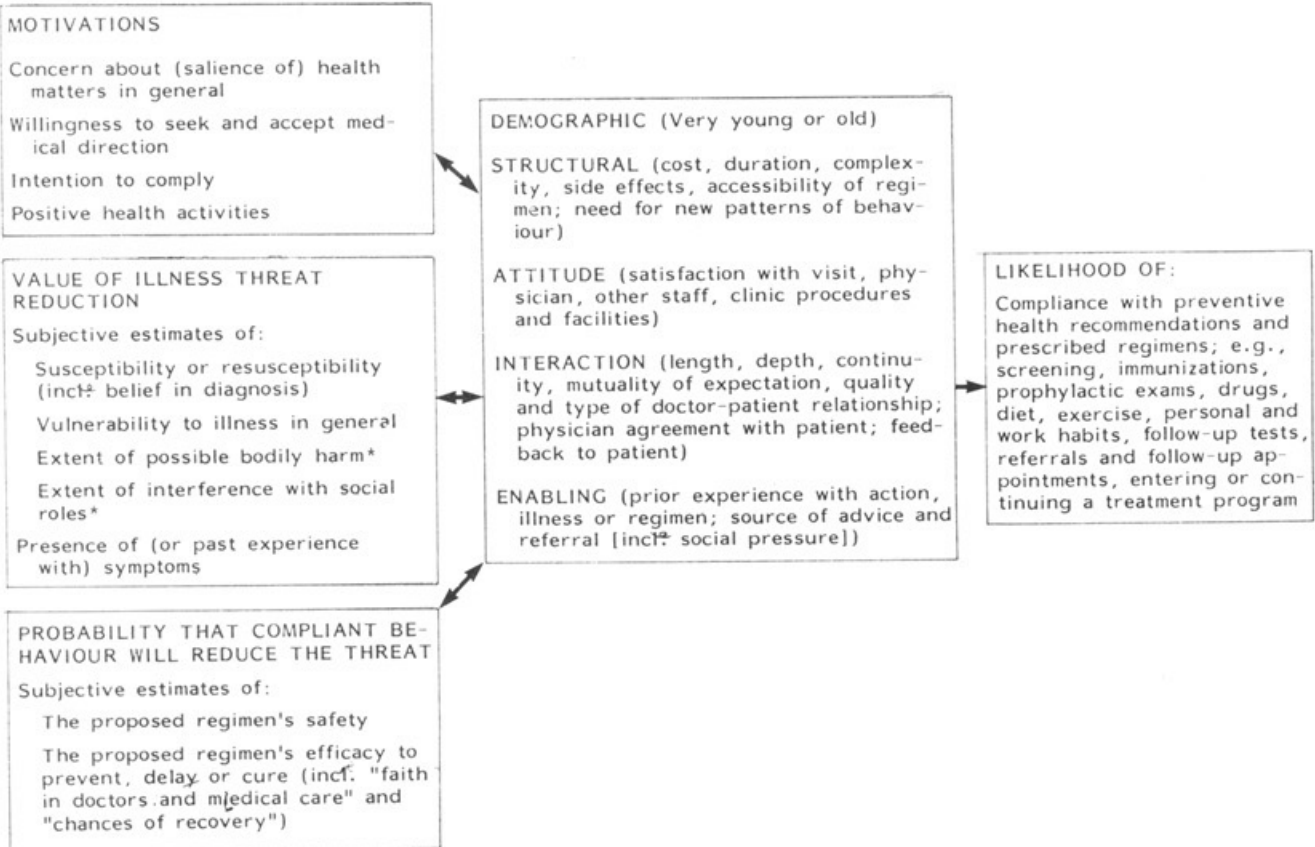 MOTIVATIONS
Concern about (salience of) health
matters in general
Willingness to seek and accept med-
ical direction
Intention to comply
Positive health activities
VALUE OF ILLNESS THREAT
REDUCTION
Subjective estimates of:
Susceptibility or resusceptibility
(incl. belief in diagnosis)
Vulnerability to illness in general
Extent of possible bodily harm*
Extent of interference with social
roles*
Presence of (or past experience
with) symptoms
PROBABILITY THAT COMPLIANT BE-
HAVIOUR WILL REDUCE THE THREAT
Subjective estimates of:
The proposed regimen's safety
The proposed regimen's efficacy to
prevent, delay or cure (incl. "faith
in doctors and medical care" and
"chances of recovery")
DEMOGRAPHIC (Very young or old)
STRUCTURAL (cost, duration, complex-
ity, side effects, accessibility of regi-
men; need for new patterns of behav-
iour)
ATTITUDE (satisfaction with visit, phy-
sician, other staff, clinic procedures
and facilities)
INTERACTION (length, depth, continu-
ity, mutuality of expectation, quality
and type of doctor-patient relationship;
physician agreement with patient; feed-
back to patient)
ENABLING (prior experience with action,
illness or regimen; source of advice and
referral [incl. social pressure])
LIKELIHOOD OF:
Compliance with preventive
health recommendations and
prescribed regimens; e.g.,
screening, immunizations,
prophylactic exams, drugs,
diet, exercise, personal and
work habits, follow-up tests,
referrals and follow-up ap-
pointments, entering or con-
tinuing a treatment program